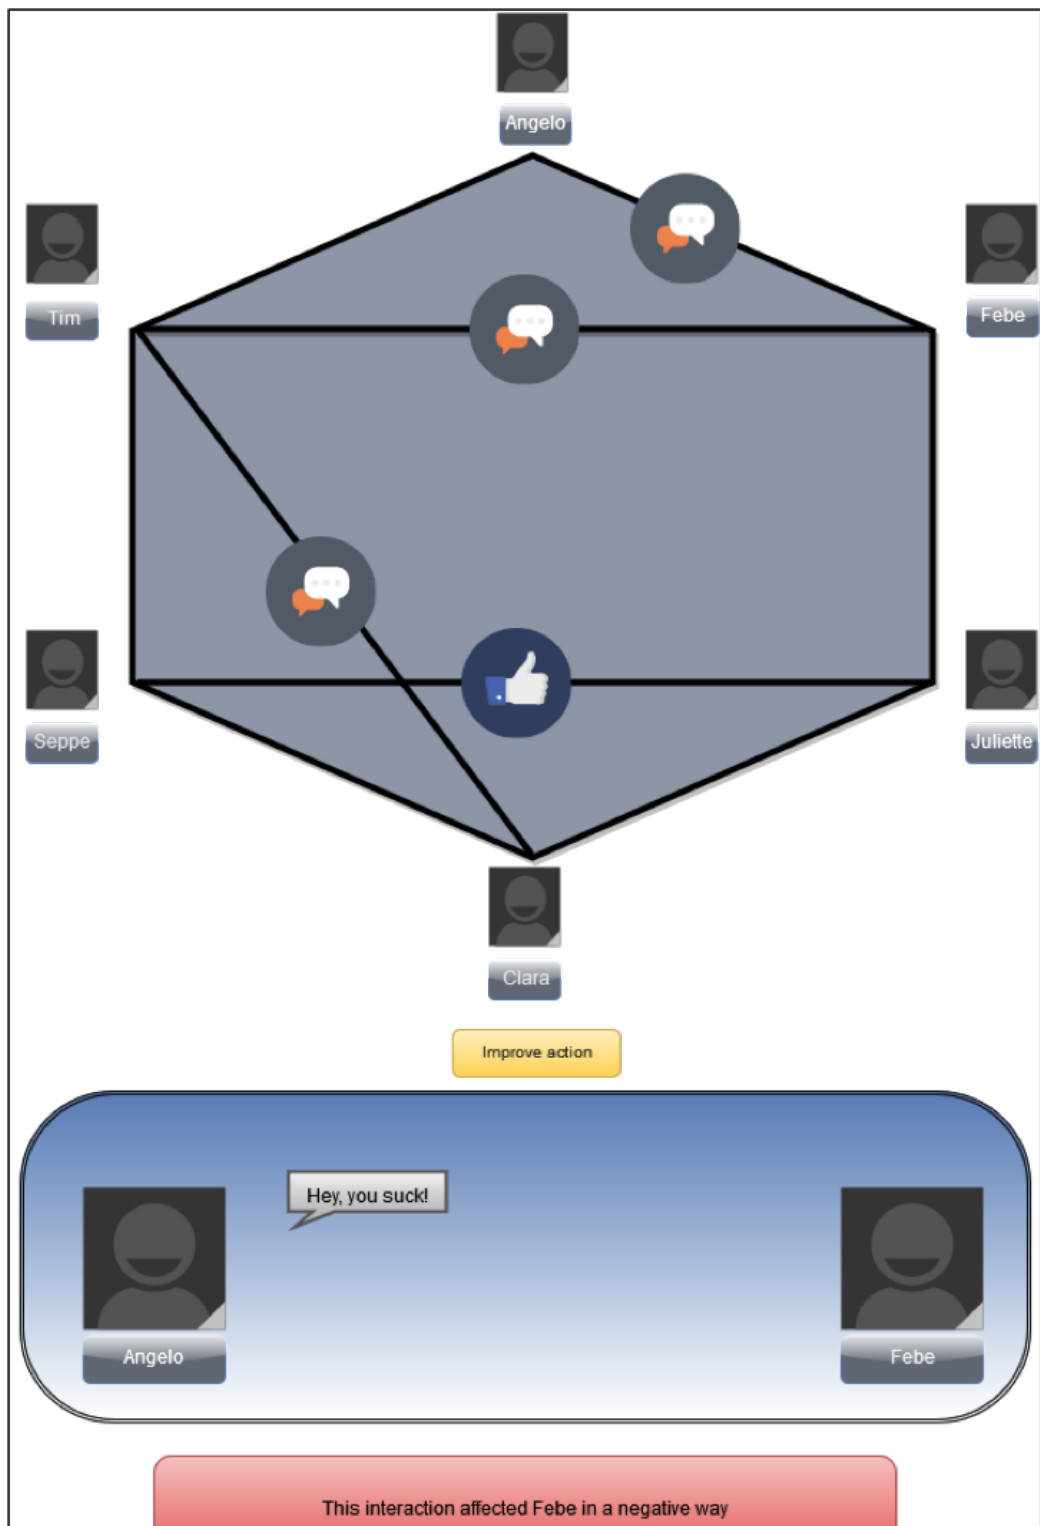 Angelo
Tim
Febe
Seppe
Juliette
Clara
Improve action
Hey, you suck!
Angelo
Febe
This interaction affected Febe in a negative way